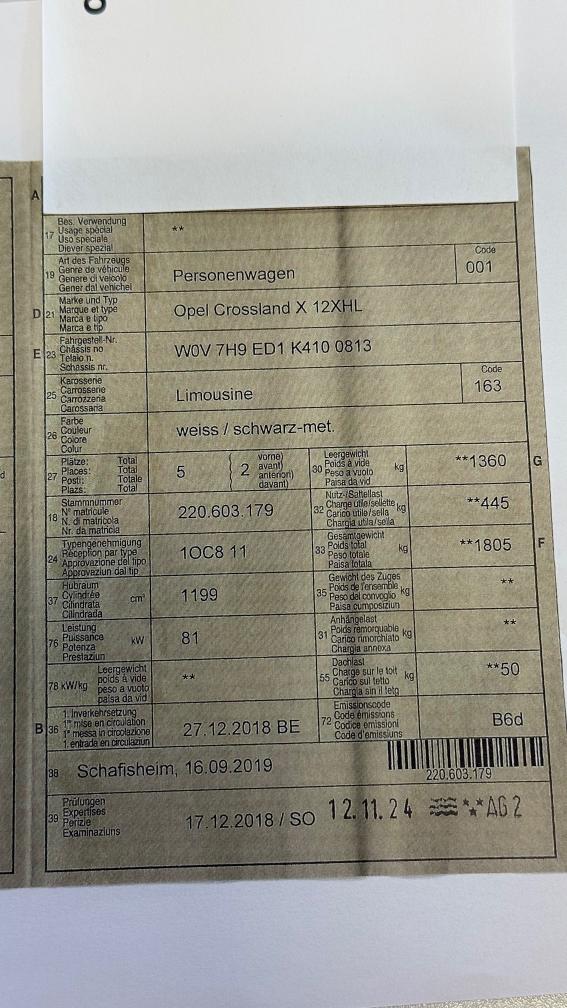 A
17 Bes. Verwendung
Usage spécial
Uso speciale
Diever spezial
**
19 Art des Fahrzeugs
Genre de véhicule
Genere di veicolo
Gener dal vehichel
Personenwagen
Code
001
D 21 Marke und Typ
Marque et type
Marca e tipo
Marca e tip
Opel Crossland X 12XHL
E 23 Fahrgestell-Nr.
Châssis no
Telaio n.
Schassis nr.
W0V 7H9 ED1 K410 0813
25 Karosserie
Carrosserie
Carrozzeria
Carossaria
Limousine
Code
163
26 Farbe
Couleur
Colore
Colur
weiss / schwarz-met.
27 Plätze: Total
Places: Total
Posti: Totale
Plazs: Total
5
2
vorne)
avant)
anteriori)
davant)
30 Leergewicht
Poids à vide
Peso a vuoto
Paisa da vid
kg
**1360
G
18 Stammnummer
N° matricule
N. di matricola
Nr. da matricla
220.603.179
32 Nutz-/Sattellast
Charge utile/sellette
Carico utile/sella
Chargia utila/sella
kg
**445
24 Typengenehmigung
Réception par type
Approvazione del tipo
Approvaziun dal tip
1OC8 11
33 Gesamtgewicht
Poids total
Peso totale
Paisa totala
kg
**1805
F
37 Hubraum
Cylindrée
Cilindrata
Cilindrada
cm³
1199
35 Gewicht des Zuges
Poids de l'ensemble
Peso del convoglio
Paisa cumposiziun
kg
**
76 Leistung
Puissance
Potenza
Prestaziun
kW
81
31 Anhängelast
Poids remorquable
Carico rimorchiato
Chargia annexa
kg
**
78 kW/kg
Leergewicht
poids à vide
peso a vuoto
paisa da vid
**
55 Dachlast
Charge sur le toit
Carico sul tetto
Chargia sin il tetg
kg
**50
B 36 1. Inverkehrsetzung
1re mise en circulation
1a messa in circolazione
1. entrada en circulaziun
27.12.2018 BE
72 Emissionscode
Code émissions
Codice emissioni
Code d'emissiuns
B6d
38 Schafisheim, 16.09.2019
220.603.179
39 Prüfungen
Expertises
Perizie
Examinaziuns
17.12.2018 / SO
12.11.24
AG 2